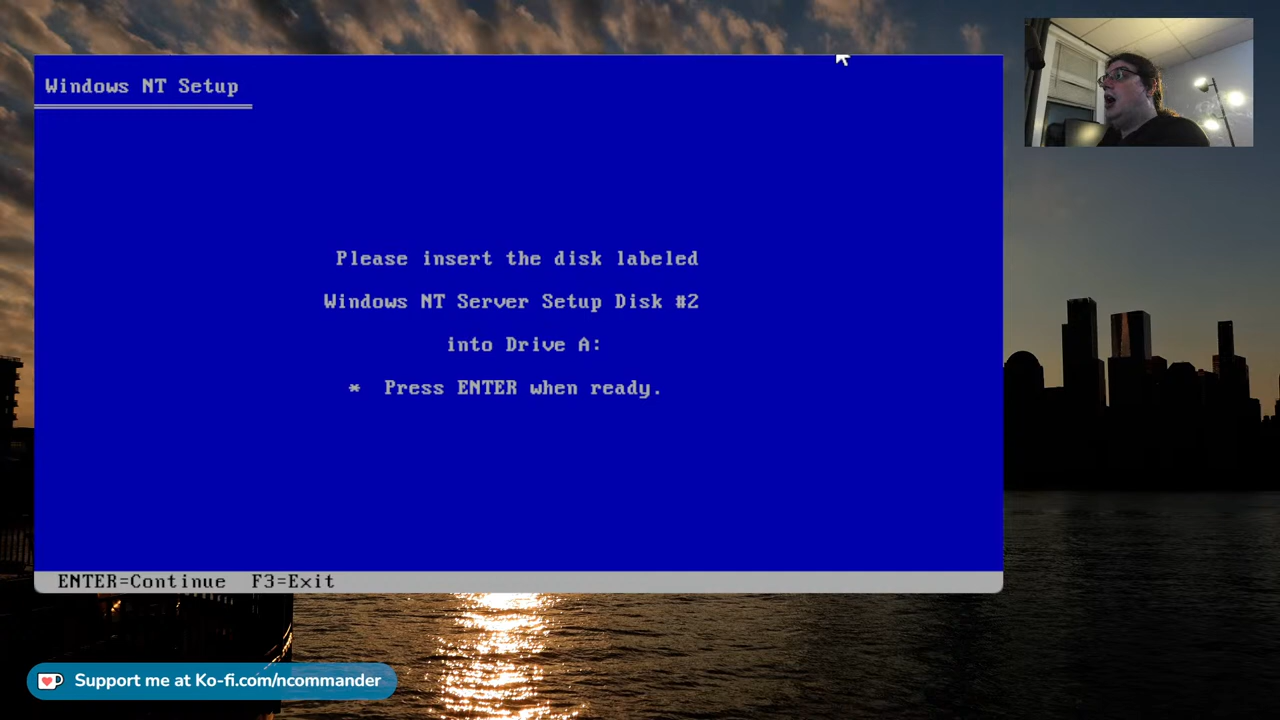 Windows NT Setup
Please insert the disk labeled
Windows NT Server Setup Disk #2
into Drive A:
* Press ENTER when ready.
ENTER=Continue F3=Exit
Support me at Ko-fi.com/ncommander